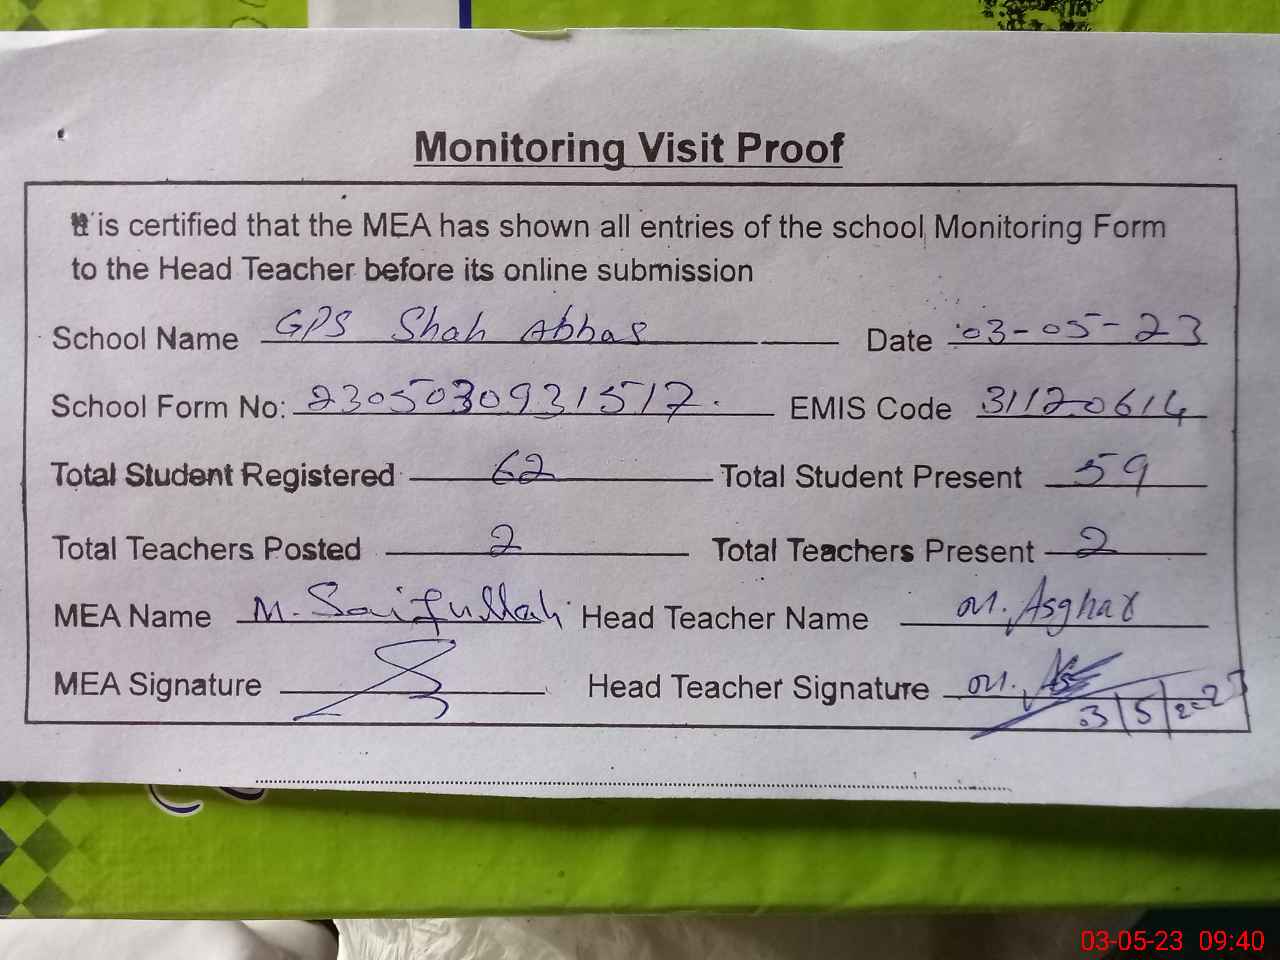 Monitoring Visit Proof
It is certified that the MEA has shown all entries of the school Monitoring Form
to the Head Teacher before its online submission
School Name GPS Shah Abbas Date 03-05-23
School Form No: 2305030931517. EMIS Code 31120614
Total Student Registered 62 Total Student Present 59
Total Teachers Posted 2 Total Teachers Present 2
MEA Name M. Saifullah Head Teacher Name M. Asghar
MEA Signature Head Teacher Signature M.
03-05-23 09:40